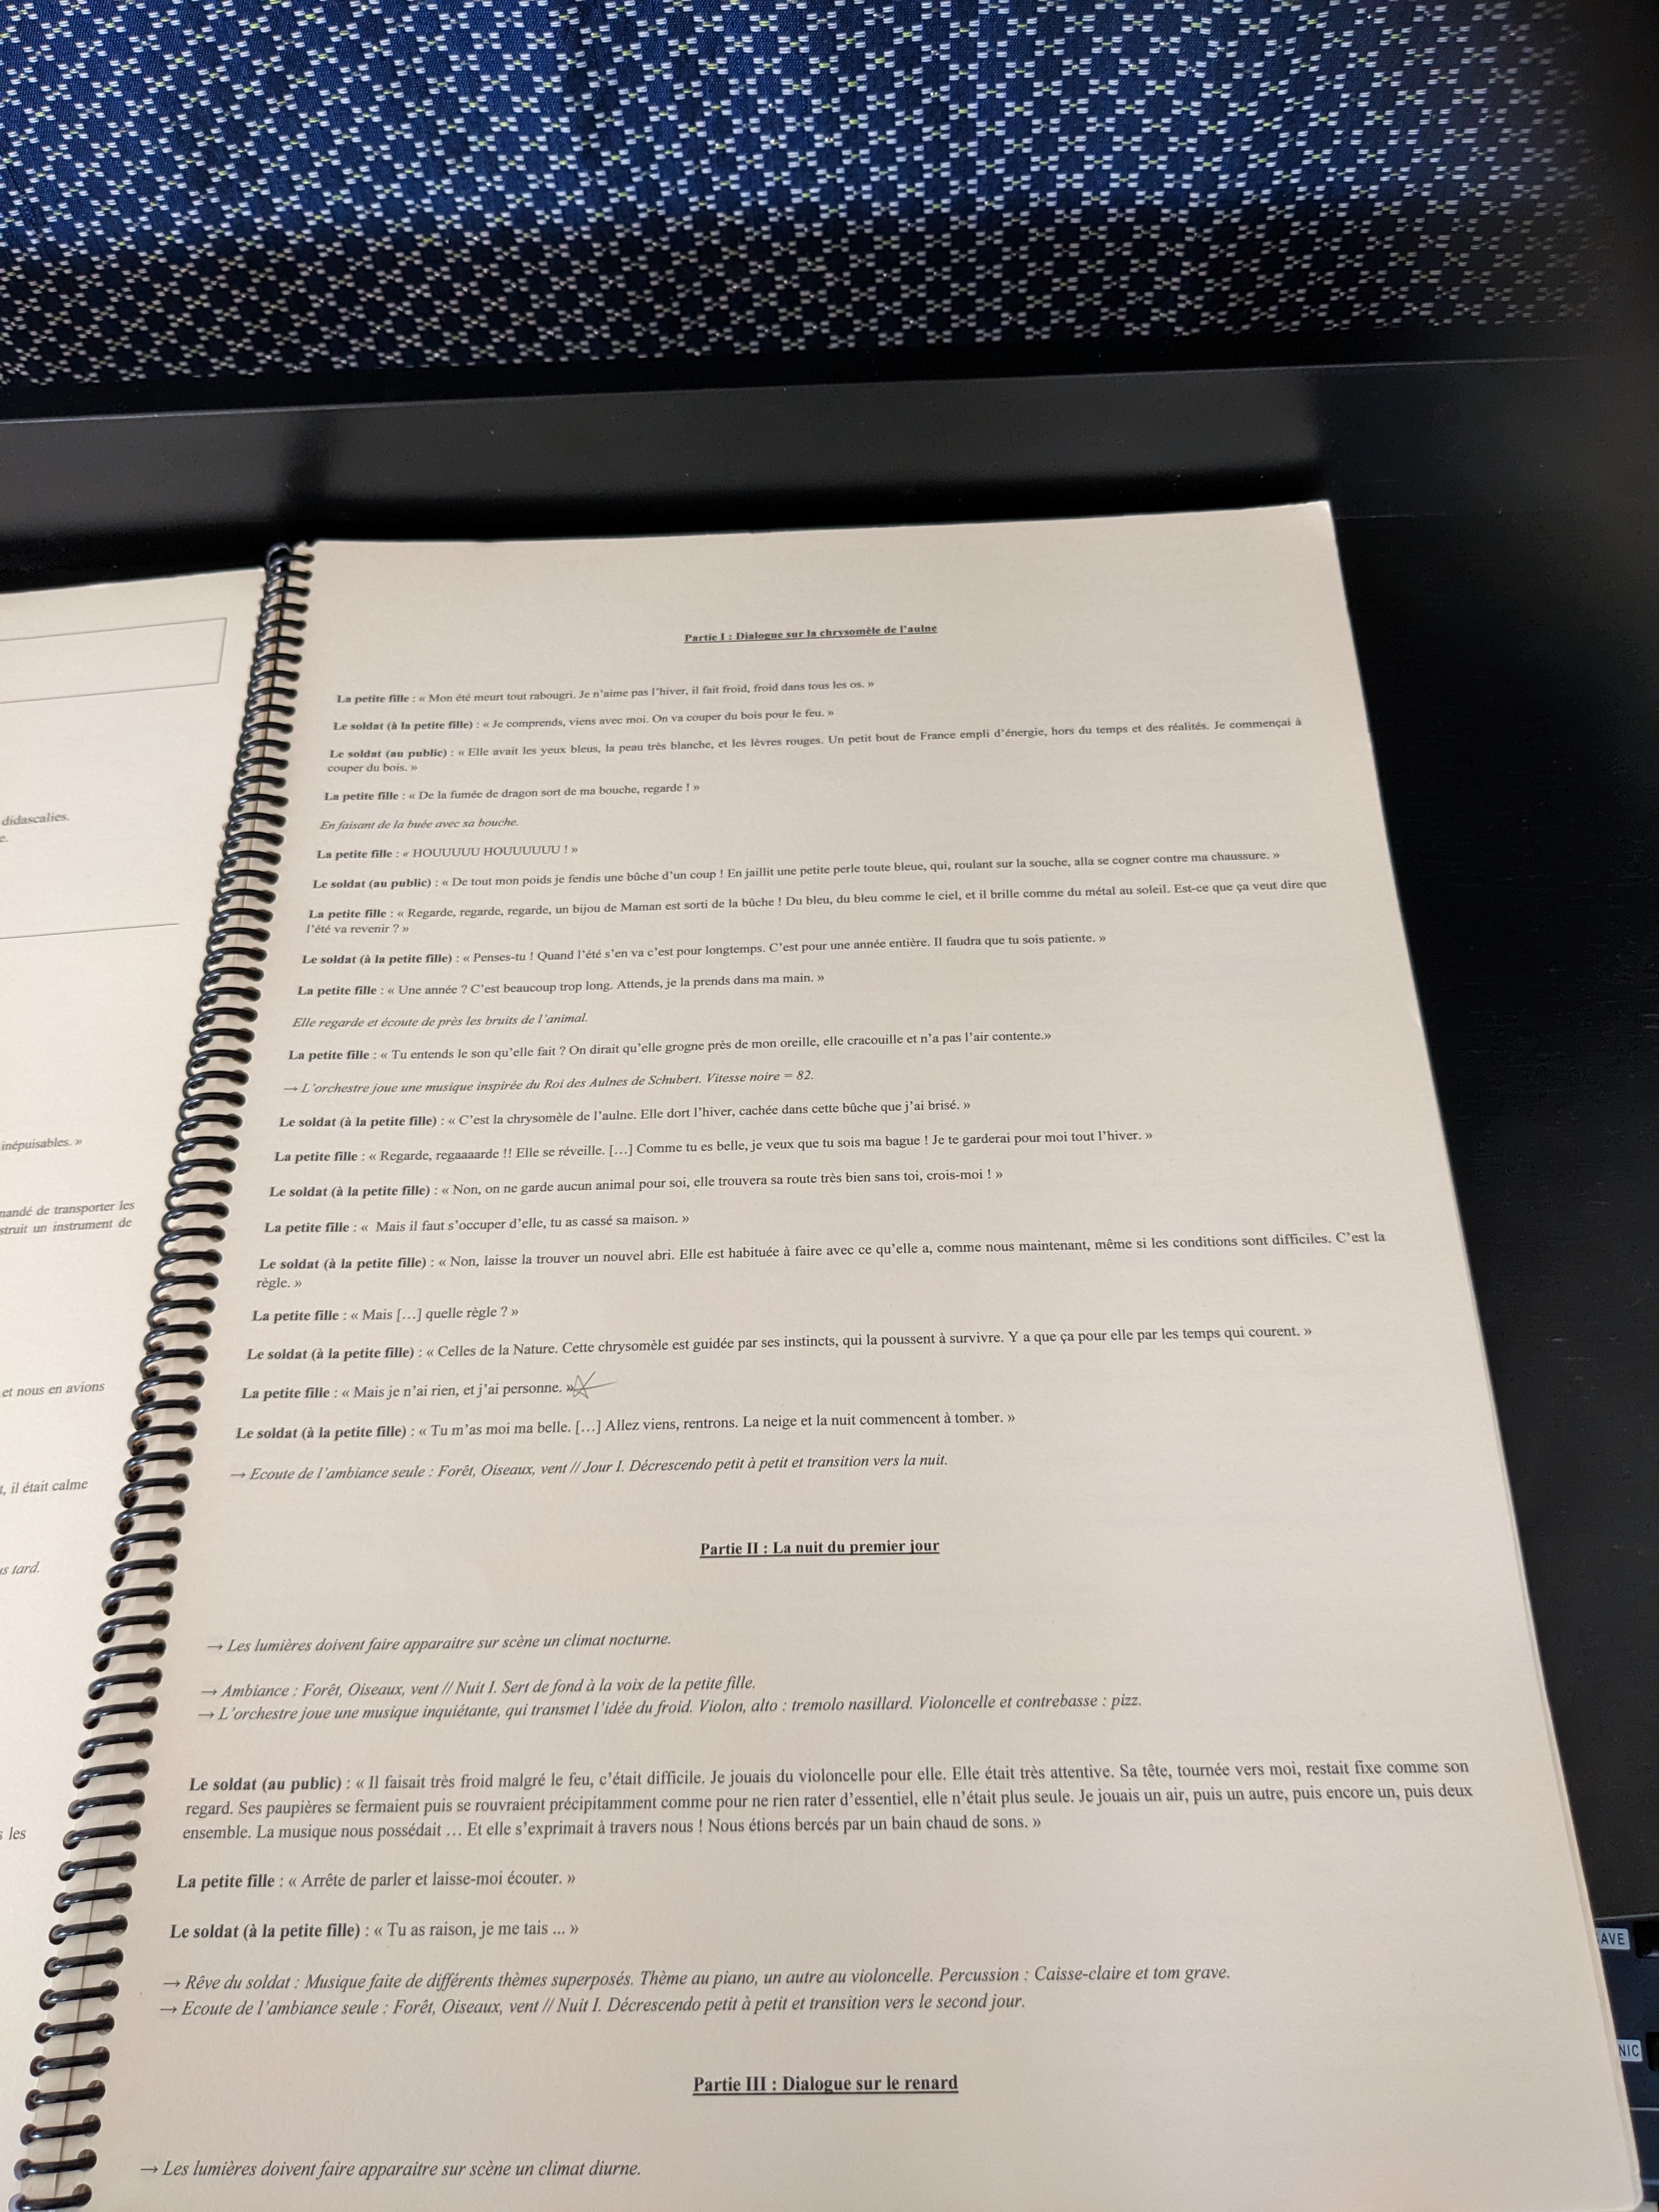 didascalies.
inépuisables. »
de transporter les
un instrument de
et nous en avions
il était calme
tard.
les
Partie I : Dialogue sur la chrysomèle de l'aulne
La petite fille : « Mon été meurt tout rabougri. Je n'aime pas l'hiver, il fait froid, froid dans tous les os. »
Le soldat (à la petite fille) : « Je comprends, viens avec moi. On va couper du bois pour le feu. »
Le soldat (au public) : « Elle avait les yeux bleus, la peau très blanche, et les lèvres rouges. Un petit bout de France empli d'énergie, hors du temps et des réalités. Je commençai à
couper du bois. »
La petite fille : « De la fumée de dragon sort de ma bouche, regarde ! »
En faisant de la buée avec sa bouche.
La petite fille : « HOUUUUU HOUUUUUU ! »
Le soldat (au public) : « De tout mon poids je fendis une bûche d'un coup ! En jaillit une petite perle toute bleue, qui, roulant sur la souche, alla se cogner contre ma chaussure. »
La petite fille : « Regarde, regarde, regarde, un bijou de Maman est sorti de la bûche ! Du bleu, du bleu comme le ciel, et il brille comme du métal au soleil. Est-ce que ça veut dire que
l'été va revenir ? »
Le soldat (à la petite fille) : « Penses-tu ! Quand l'été s'en va c'est pour longtemps. C'est pour une année entière. Il faudra que tu sois patiente. »
La petite fille : « Une année ? C'est beaucoup trop long. Attends, je la prends dans ma main. »
Elle regarde et écoute de près les bruits de l'animal.
La petite fille : « Tu entends le son qu'elle fait ? On dirait qu'elle grogne près de mon oreille, elle cracouille et n'a pas l'air contente.»
→ L'orchestre joue une musique inspirée du Roi des Aulnes de Schubert. Vitesse noire = 82.
Le soldat (à la petite fille) : « C'est la chrysomèle de l'aulne. Elle dort l'hiver, cachée dans cette bûche que j'ai brisé. »
La petite fille : « Regarde, regaaaarde !! Elle se réveille. […] Comme tu es belle, je veux que tu sois ma bague ! Je te garderai pour moi tout l'hiver. »
Le soldat (à la petite fille) : « Non, on ne garde aucun animal pour soi, elle trouvera sa route très bien sans toi, crois-moi ! »
La petite fille : « Mais il faut s'occuper d'elle, tu as cassé sa maison. »
Le soldat (à la petite fille) : « Non, laisse la trouver un nouvel abri. Elle est habituée à faire avec ce qu'elle a, comme nous maintenant, même si les conditions sont difficiles. C'est la
règle. »
La petite fille : « Mais […] quelle règle ? »
Le soldat (à la petite fille) : « Celles de la Nature. Cette chrysomèle est guidée par ses instincts, qui la poussent à survivre. Y a que ça pour elle par les temps qui courent. »
La petite fille : « Mais je n'ai rien, et j'ai personne. »
Le soldat (à la petite fille) : « Tu m'as moi ma belle. […] Allez viens, rentrons. La neige et la nuit commencent à tomber. »
→ Ecoute de l'ambiance seule : Forêt, Oiseaux, vent // Jour I. Décrescendo petit à petit et transition vers la nuit.
Partie II : La nuit du premier jour
→ Les lumières doivent faire apparaitre sur scène un climat nocturne.
→ Ambiance : Forêt, Oiseaux, vent // Nuit I. Sert de fond à la voix de la petite fille.
→ L'orchestre joue une musique inquiétante, qui transmet l'idée du froid. Violon, alto : tremolo nasillard. Violoncelle et contrebasse : pizz.
Le soldat (au public) : « Il faisait très froid malgré le feu, c'était difficile. Je jouais du violoncelle pour elle. Elle était très attentive. Sa tête, tournée vers moi, restait fixe comme son
regard. Ses paupières se fermaient puis se rouvraient précipitamment comme pour ne rien rater d'essentiel, elle n'était plus seule. Je jouais un air, puis un autre, puis encore un, puis deux
ensemble. La musique nous possédait … Et elle s'exprimait à travers nous ! Nous étions bercés par un bain chaud de sons. »
La petite fille : « Arrête de parler et laisse-moi écouter. »
Le soldat (à la petite fille) : « Tu as raison, je me tais ... »
→ Rêve du soldat : Musique faite de différents thèmes superposés. Thème au piano, un autre au violoncelle. Percussion : Caisse-claire et tom grave.
→ Ecoute de l'ambiance seule : Forêt, Oiseaux, vent // Nuit I. Décrescendo petit à petit et transition vers le second jour.
Partie III : Dialogue sur le renard
→ Les lumières doivent faire apparaitre sur scène un climat diurne.